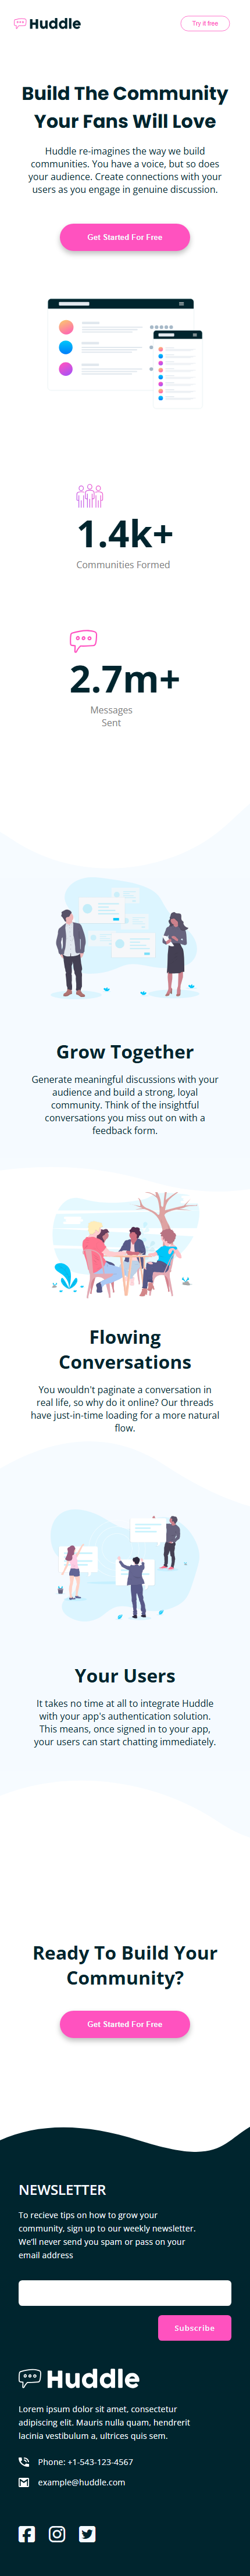 Huddle
Try it free
Build The Community
Your Fans Will Love
Huddle re-imagines the way we build
communities. You have a voice, but so does
your audience. Create connections with your
users as you engage in genuine discussion.
Get Started For Free
1.4k+
Communities Formed
2.7m+
Messages
Sent
Grow Together
Generate meaningful discussions with your
audience and build a strong, loyal
community. Think of the insightful
conversations you miss out on with a
feedback form.
Flowing
Conversations
You wouldn't paginate a conversation in
real life, so why do it online? Our threads
have just-in-time loading for a more natural
flow.
Your Users
It takes no time at all to integrate Huddle
with your app's authentication solution.
This means, once signed in to your app,
your users can start chatting immediately.
Ready To Build Your
Community?
Get Started For Free
NEWSLETTER
To recieve tips on how to grow your
community, sign up to our weekly newsletter.
We'll never send you spam or pass on your
email address
Subscribe
Huddle
Lorem ipsum dolor sit amet, consectetur
adipiscing elit. Mauris nulla quam, hendrerit
lacinia vestibulum a, ultrices quis sem.
Phone: +1-543-123-4567
example@huddle.com